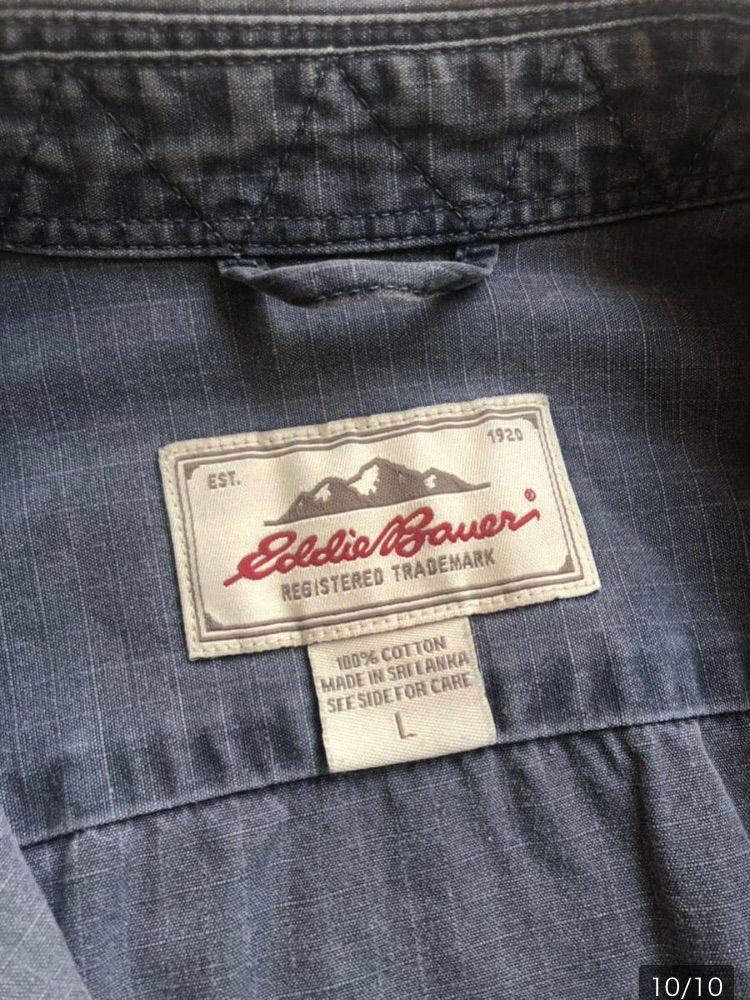 EST. 1920
Eddie Bauer®
REGISTERED TRADEMARK
100% COTTON
MADE IN SRI LANKA
SEE SIDE FOR CARE
L
10/10